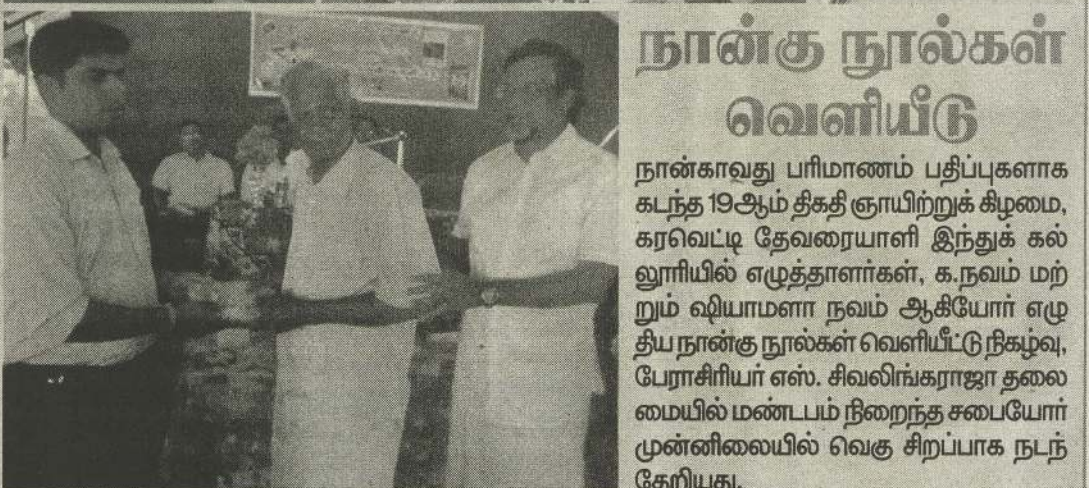 நான்கு நூல்கள்
வெளியீடு
நான்காவது பரிமாணம் பதிப்புகளாக
கடந்த 19ஆம் திகதி ஞாயிற்றுக் கிழமை,
கரவெட்டி தேவரையாளி இந்துக் கல்
லூரியில் எழுத்தாளர்கள், க.நவம் மற்
றும் ஷியாமளா நவம் ஆகியோர் எழு
திய நான்கு நூல்கள் வெளியீட்டு நிகழ்வு,
பேராசிரியர் எஸ். சிவலிங்கராஜா தலை
மையில் மண்டபம் நிறைந்த சபையோர்
முன்னிலையில் வெகு சிறப்பாக நடந்
தேறியது.